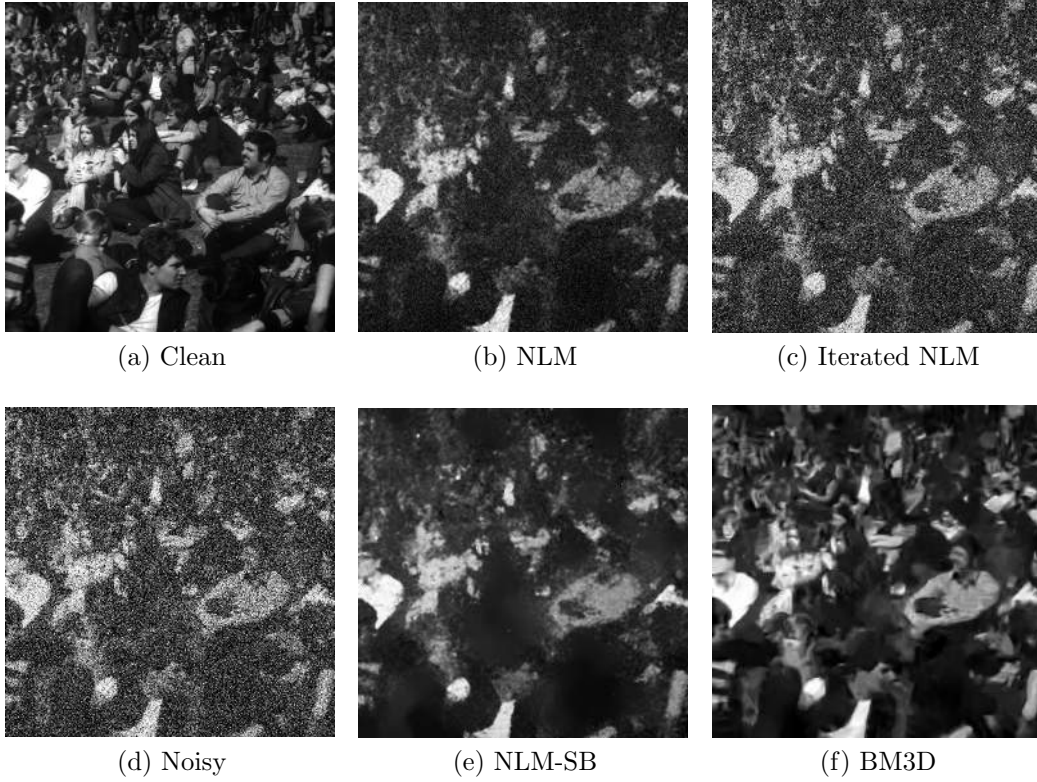 (a) Clean
(b) NLM
(c) Iterated NLM
(d) Noisy
(e) NLM-SB
(f) BM3D